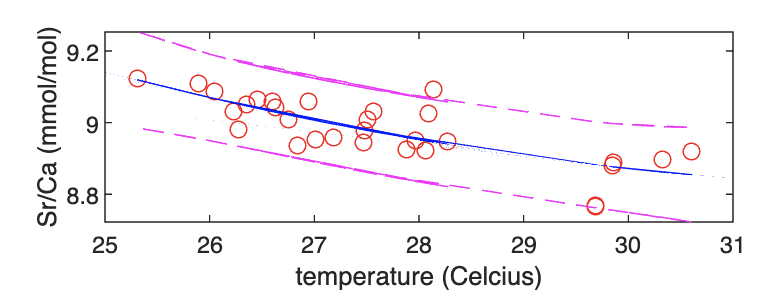 Sr/Ca (mmol/mol)
9.2
9
8.8
25 26 27 28 29 30 31
temperature (Celcius)